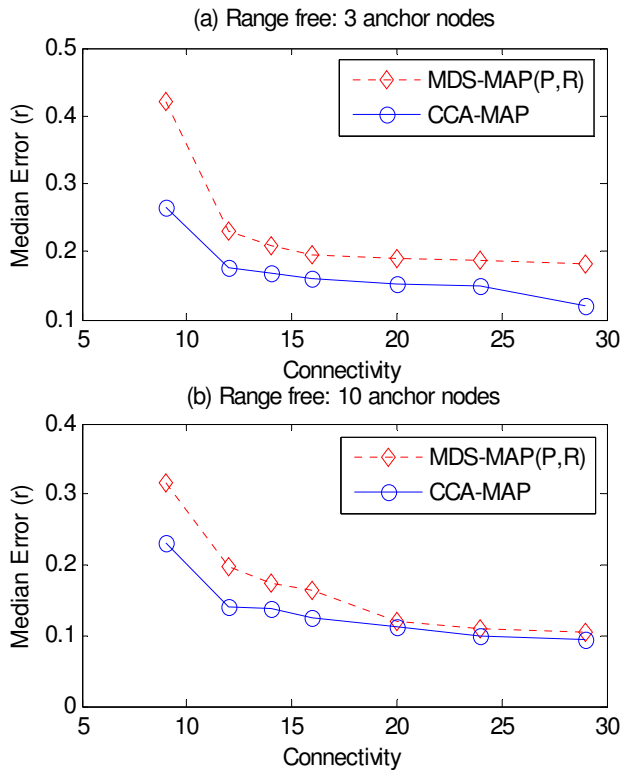 (a) Range free: 3 anchor nodes
0.5
0.4
0.3
0.2
0.1
Median Error (r)
MDS-MAP(P,R)
CCA-MAP
5 10 15 20 25 30
Connectivity
(b) Range free: 10 anchor nodes
0.4
0.3
0.2
0.1
0
Median Error (r)
MDS-MAP(P,R)
CCA-MAP
5 10 15 20 25 30
Connectivity